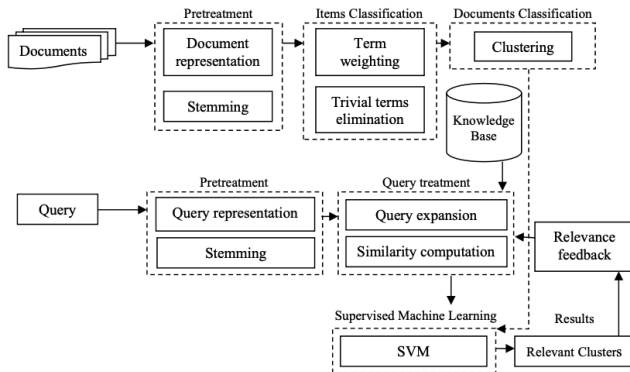 Pretreatment
Items Classification
Documents Classification
Documents
Document
representation
Stemming
Term
weighting
Trivial terms
elimination
Clustering
Knowledge
Base
Pretreatment
Query treatment
Query
Query representation
Stemming
Query expansion
Similarity computation
Relevance
feedback
Supervised Machine Learning
Results
SVM
Relevant Clusters